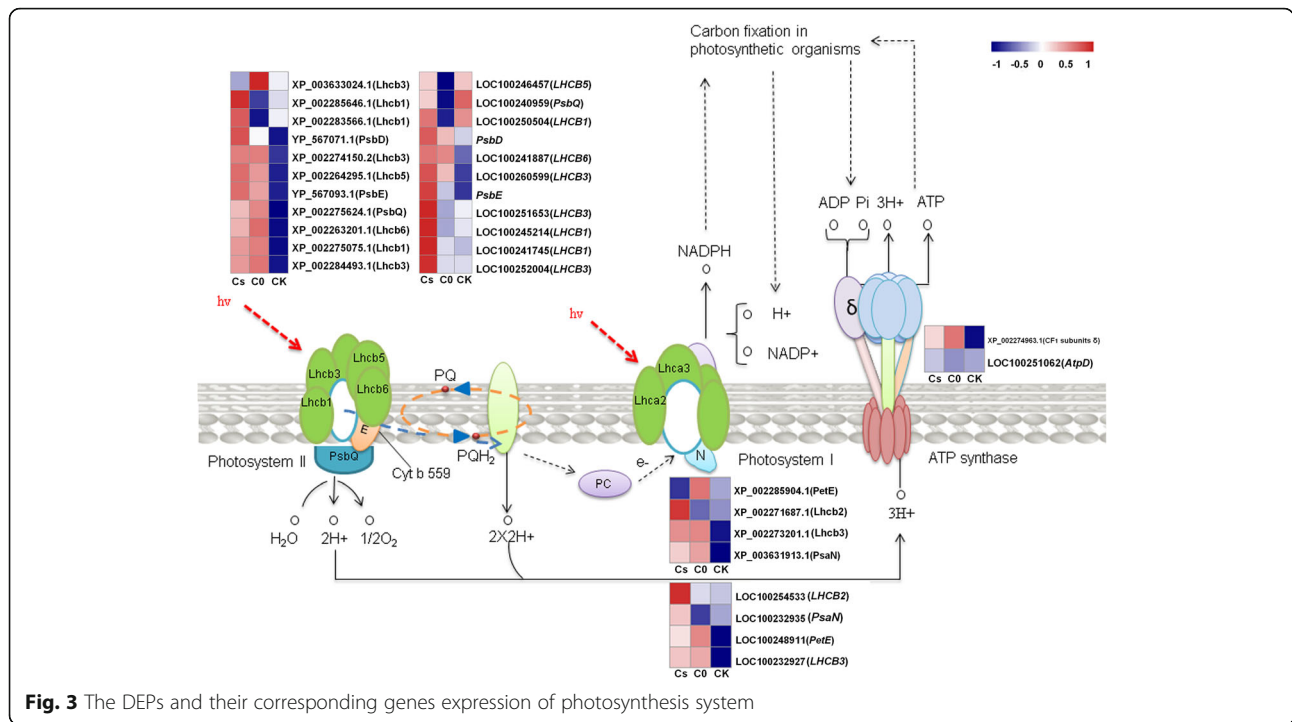 Carbon fixation in
photosynthetic organisms
-1 -0.5 0 0.5 1
XP_003633024.1(Lhcb3)
XP_002285646.1(Lhcb1)
XP_002283566.1(Lhcb1)
YP_567071.1(PsbD)
XP_002274150.2(Lhcb3)
XP_002264295.1(Lhcb5)
YP_567093.1(PsbE)
XP_002275624.1(PsbQ)
XP_002263201.1(Lhcb6)
XP_002275075.1(Lhcb1)
XP_002284493.1(Lhcb3)
Cs C0 CK
LOC100246457(LHCB5)
LOC100240959(PsbQ)
LOC100250504(LHCB1)
PsbD
LOC100241887(LHCB6)
LOC100260599(LHCB3)
PsbE
LOC100251653(LHCB3)
LOC100245214(LHCB1)
LOC100241745(LHCB1)
LOC100252004(LHCB3)
Cs C0 CK
ADP Pi 3H+ ATP
NADPH
hν
hν
H+
NADP+
δ
XP_002274963.1(CF1 subunits δ)
LOC100251062(AtpD)
Cs C0 CK
Lhcb5
Lhcb3
Lhcb6
Lhcb1
E
PsbQ
Photosystem II
Cyt b 559
PQ
PQH2
Lhca3
Lhca2
N
e-
PC
Photosystem I
ATP synthase
H2O 2H+ 1/2O2
2X2H+
3H+
XP_002285904.1(PetE)
XP_002271687.1(Lhcb2)
XP_002273201.1(Lhcb3)
XP_003631913.1(PsaN)
Cs C0 CK
LOC100254533(LHCB2)
LOC100232935(PsaN)
LOC100248911(PetE)
LOC100232927(LHCB3)
Cs C0 CK
Fig. 3 The DEPs and their corresponding genes expression of photosynthesis system